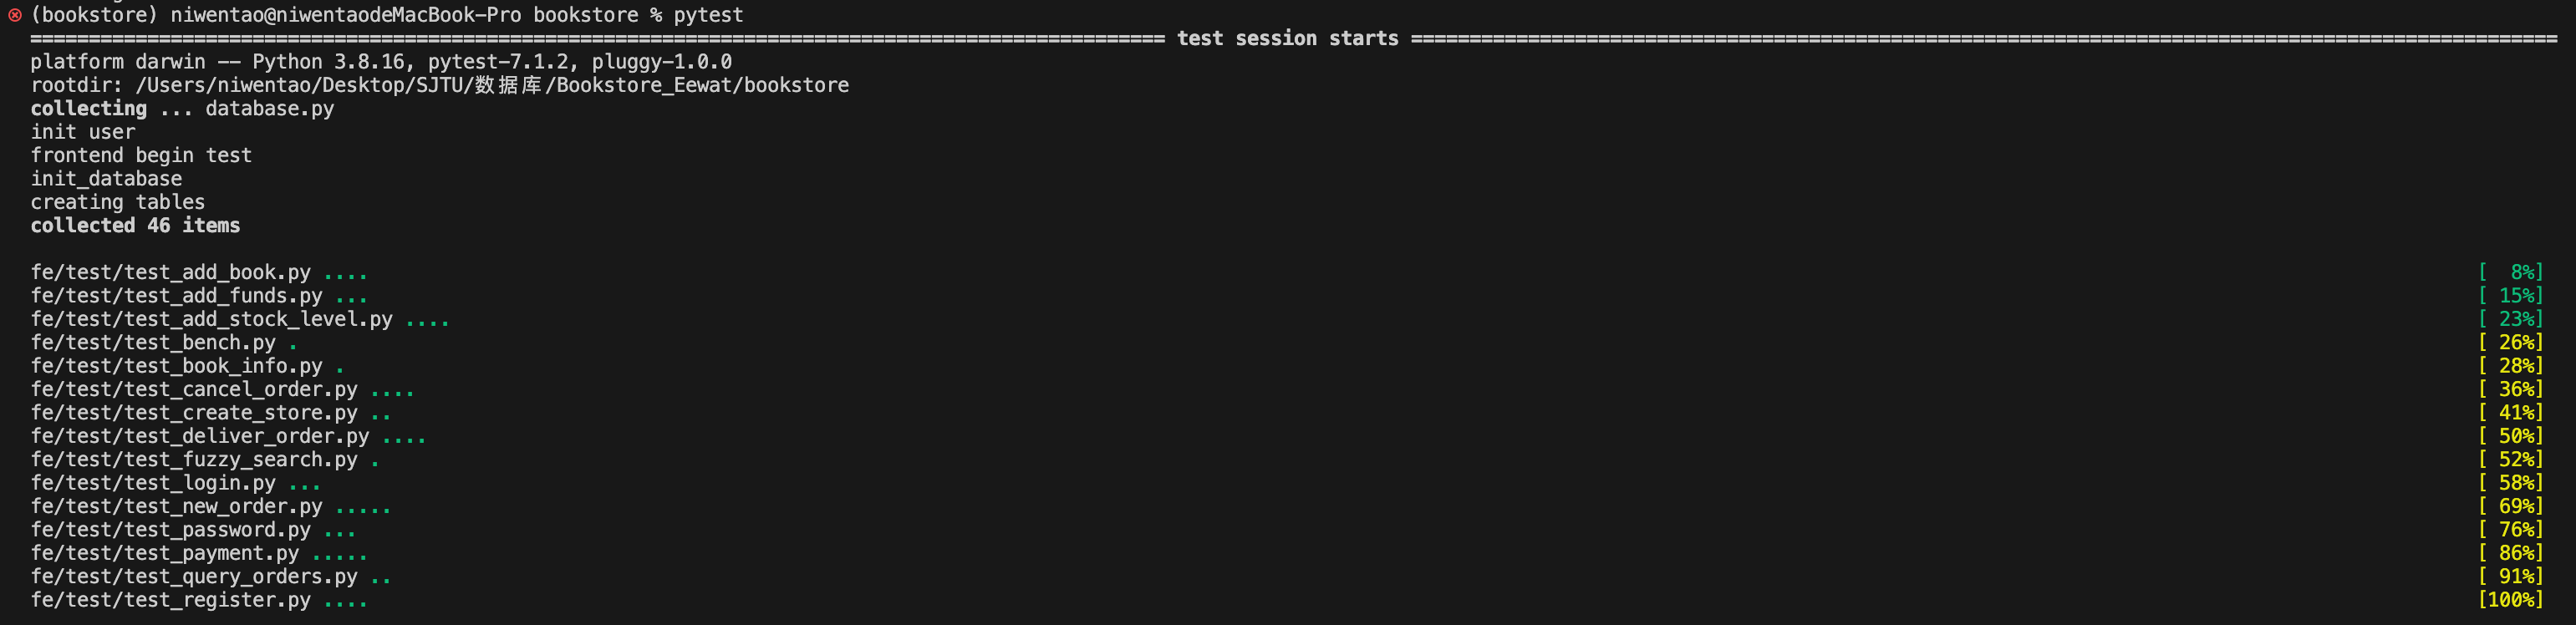 (bookstore) niwentao@niwentaodeMacBook-Pro bookstore % pytest
================================================================================================= test session starts ==================================================================================================
platform darwin -- Python 3.8.16, pytest-7.1.2, pluggy-1.0.0
rootdir: /Users/niwentao/Desktop/SJTU/数据库/Bookstore_Eewat/bookstore
collecting ... database.py
init user
frontend begin test
init_database
creating tables
collected 46 items
fe/test/test_add_book.py .... [  8%]
fe/test/test_add_funds.py ... [ 15%]
fe/test/test_add_stock_level.py .... [ 23%]
fe/test/test_bench.py . [ 26%]
fe/test/test_book_info.py . [ 28%]
fe/test/test_cancel_order.py .... [ 36%]
fe/test/test_create_store.py .. [ 41%]
fe/test/test_deliver_order.py .... [ 50%]
fe/test/test_fuzzy_search.py . [ 52%]
fe/test/test_login.py ... [ 58%]
fe/test/test_new_order.py ..... [ 69%]
fe/test/test_password.py ... [ 76%]
fe/test/test_payment.py ..... [ 86%]
fe/test/test_query_orders.py .. [ 91%]
fe/test/test_register.py .... [100%]